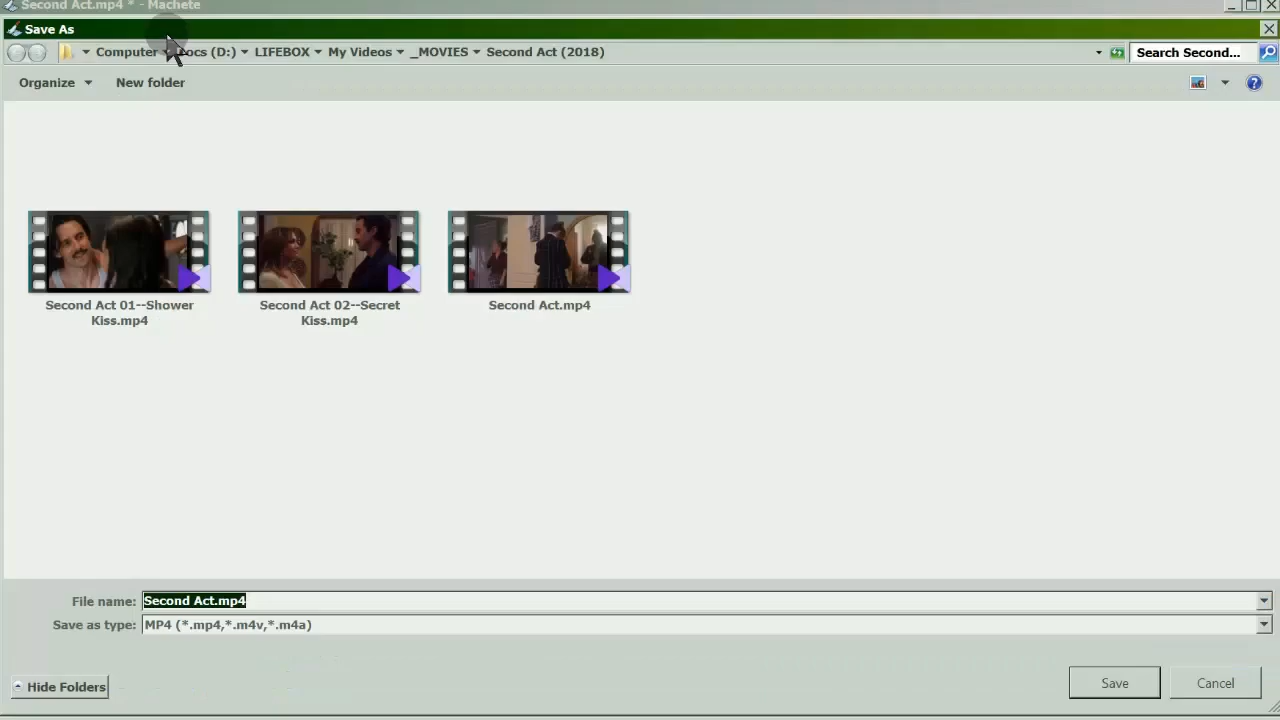 Second Act.mp4 * - Machete
Save As
Computer Docs (D:) LIFEBOX My Videos _MOVIES Second Act (2018) Search Second...
Organize New folder
Second Act 01--Shower Kiss.mp4
Second Act 02--Secret Kiss.mp4
Second Act.mp4
File name: Second Act.mp4
Save as type: MP4 (*.mp4,*.m4v,*.m4a)
Hide Folders Save Cancel